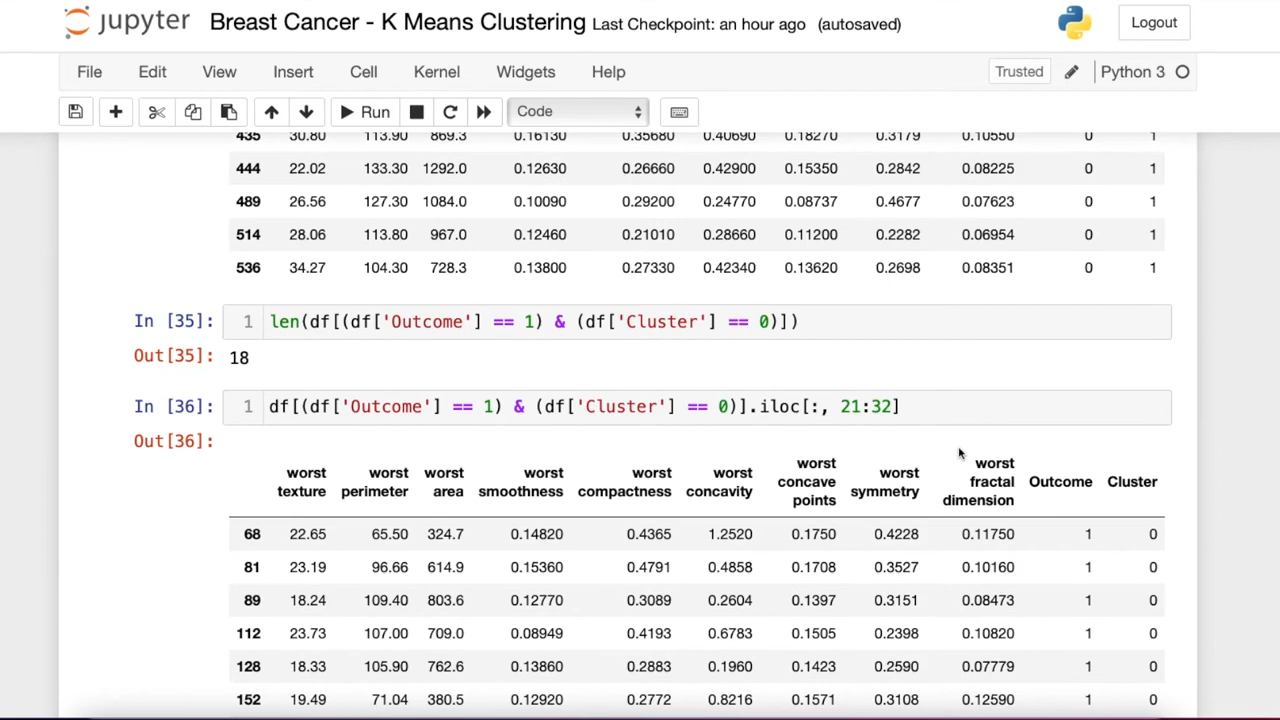 jupyter Breast Cancer - K Means Clustering Last Checkpoint: an hour ago (autosaved) Logout
File Edit View Insert Cell Kernel Widgets Help Trusted Python 3
Run Code
435 30.80 113.90 869.3 0.16130 0.35680 0.40690 0.18270 0.3179 0.10550 0 1
444 22.02 133.30 1292.0 0.12630 0.26660 0.42900 0.15350 0.2842 0.08225 0 1
489 26.56 127.30 1084.0 0.10090 0.29200 0.24770 0.08737 0.4677 0.07623 0 1
514 28.06 113.80 967.0 0.12460 0.21010 0.28660 0.11200 0.2282 0.06954 0 1
536 34.27 104.30 728.3 0.13800 0.27330 0.42340 0.13620 0.2698 0.08351 0 1
In [35]: 1 len(df[(df['Outcome'] == 1) & (df['Cluster'] == 0)])
Out[35]: 18
In [36]: 1 df[(df['Outcome'] == 1) & (df['Cluster'] == 0)].iloc[:, 21:32]
Out[36]:
worst texture worst perimeter worst area worst smoothness worst compactness worst concavity worst concave points worst symmetry worst fractal dimension Outcome Cluster
68 22.65 65.50 324.7 0.14820 0.4365 1.2520 0.1750 0.4228 0.11750 1 0
81 23.19 96.66 614.9 0.15360 0.4791 0.4858 0.1708 0.3527 0.10160 1 0
89 18.24 109.40 803.6 0.12770 0.3089 0.2604 0.1397 0.3151 0.08473 1 0
112 23.73 107.00 709.0 0.08949 0.4193 0.6783 0.1505 0.2398 0.10820 1 0
128 18.33 105.90 762.6 0.13860 0.2883 0.1960 0.1423 0.2590 0.07779 1 0
152 19.49 71.04 380.5 0.12920 0.2772 0.8216 0.1571 0.3108 0.12590 1 0